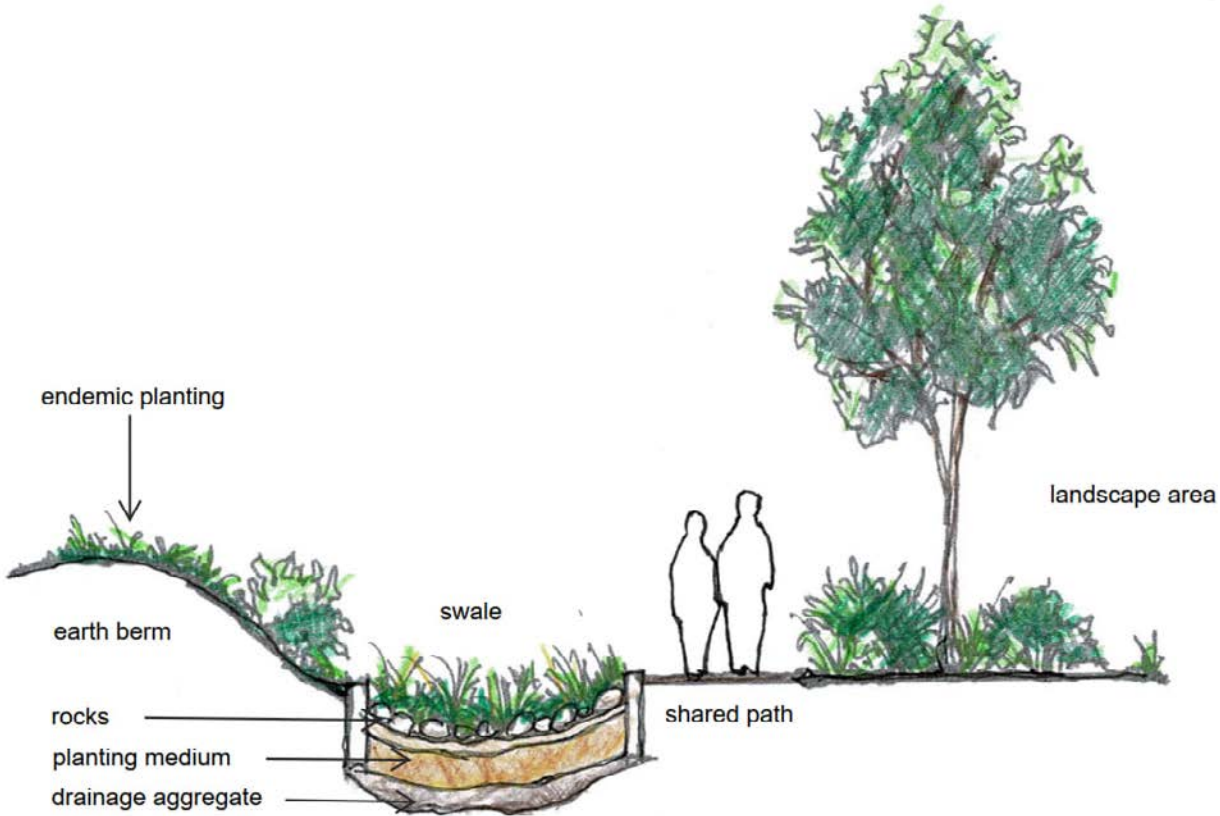 endemic planting
landscape area
swale
earth berm
rocks
shared path
planting medium
drainage aggregate